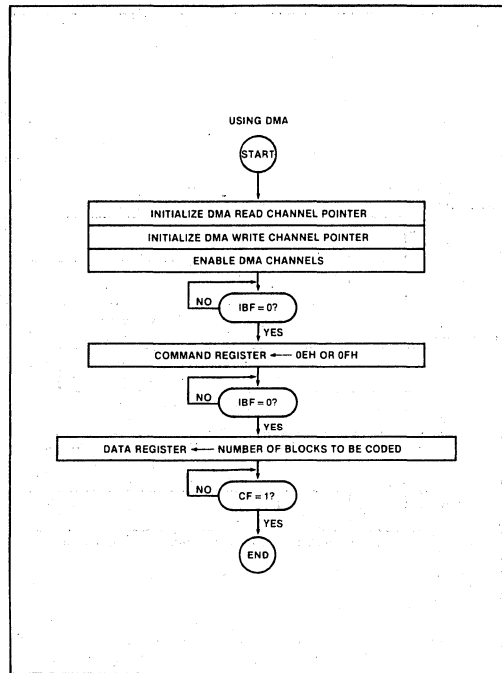 USING DMA
START
INITIALIZE DMA READ CHANNEL POINTER
INITIALIZE DMA WRITE CHANNEL POINTER
ENABLE DMA CHANNELS
NO
IBF = 0?
YES
COMMAND REGISTER ← 0EH OR 0FH
IBF = 0?
YES
DATA REGISTER ← NUMBER OF BLOCKS TO BE CODED
NO
CF = 1?
YES
END